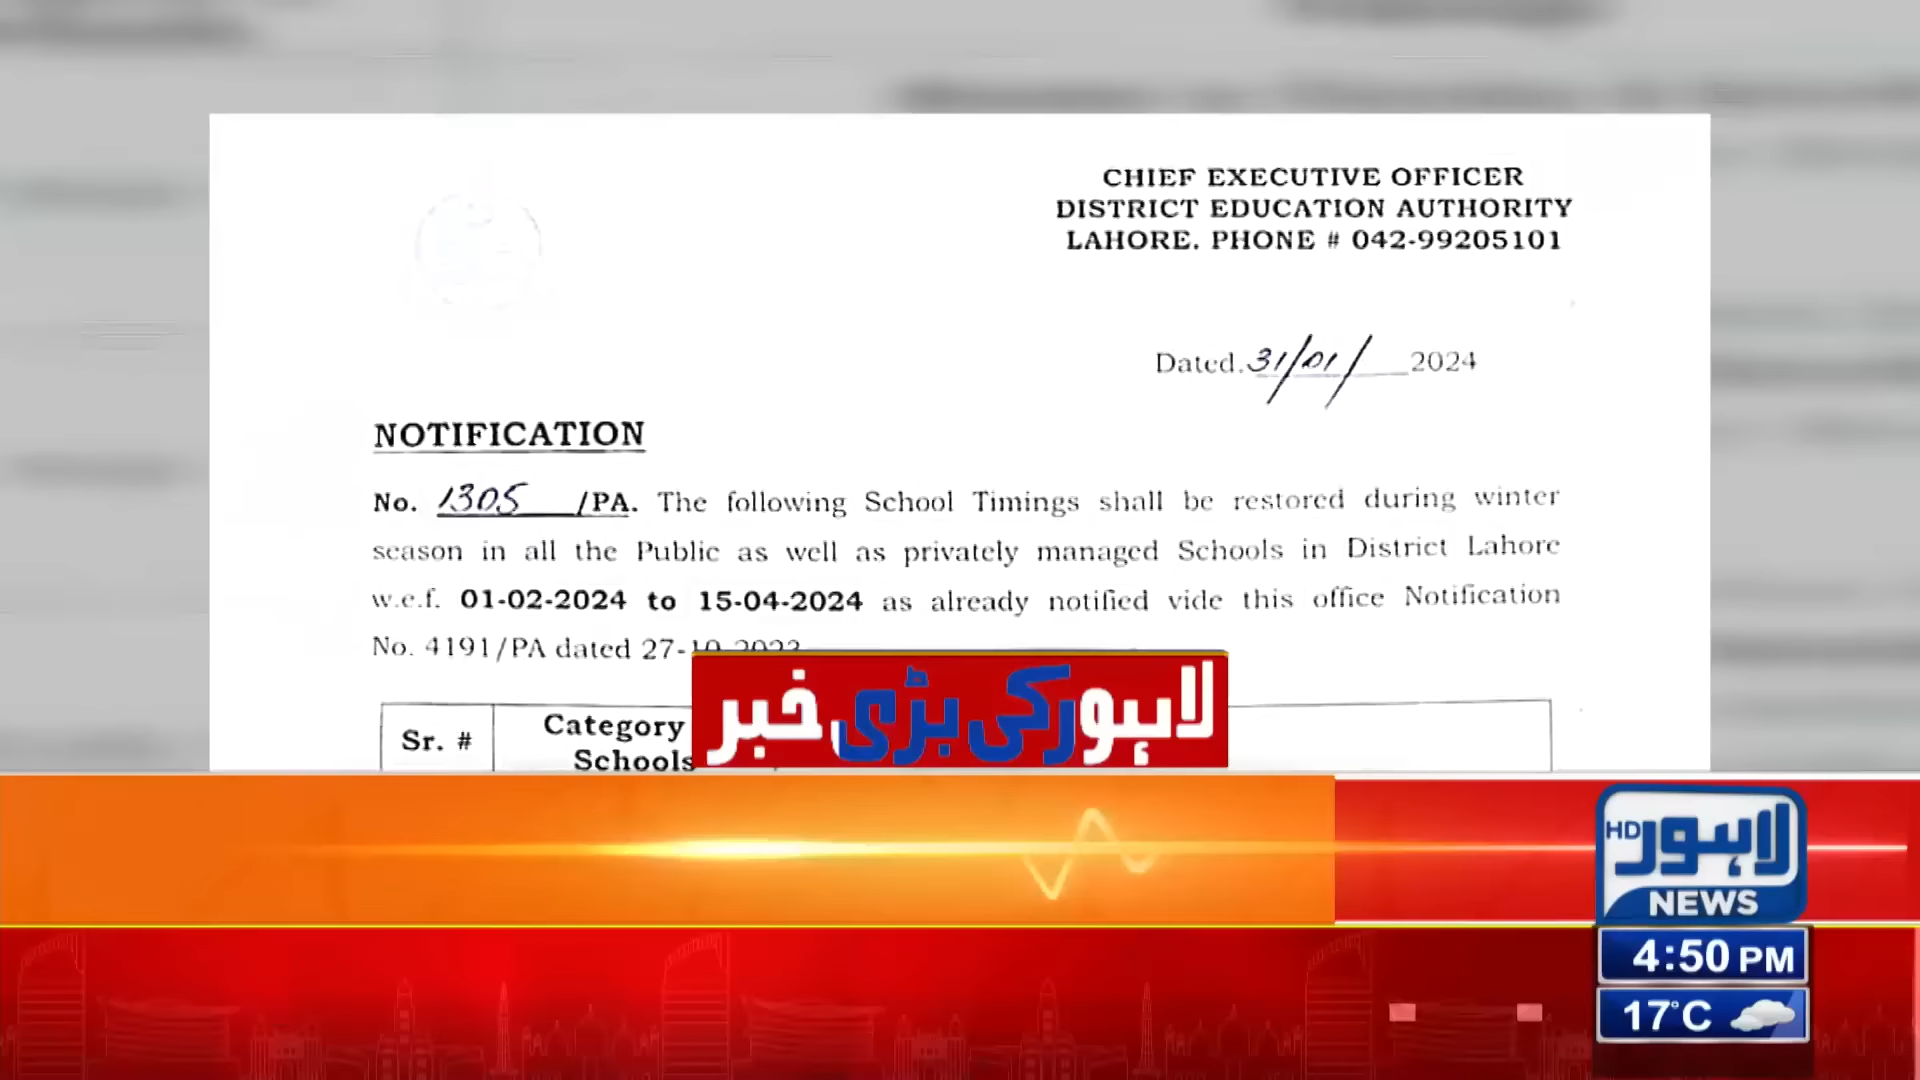 CHIEF EXECUTIVE OFFICER
DISTRICT EDUCATION AUTHORITY
LAHORE. PHONE # 042-99205101
Dated. 31/01/ 2024
NOTIFICATION
No. 1305 /PA. The following School Timings shall be restored during winter
season in all the Public as well as privately managed Schools in District Lahore
w.e.f. 01-02-2024 to 15-04-2024 as already notified vide this office Notification
No. 4191/PA dated 27-10-2023
Sr. #
Category
Schools
لاہور کی بڑی خبر
HD لاہور
NEWS
4:50 PM
17°C